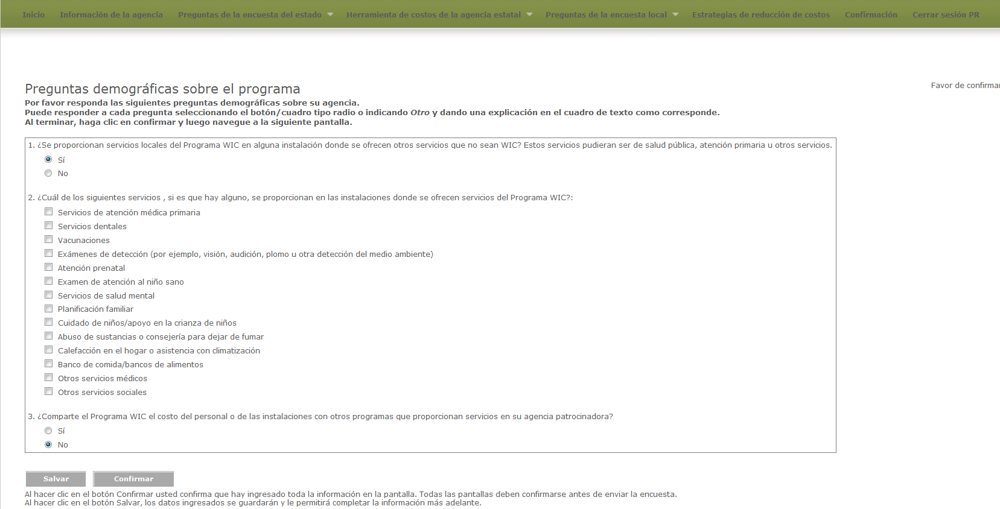 Inicio Información de la agencia Preguntas de la encuesta del estado Herramienta de costos de la agencia estatal Preguntas de la encuesta local Estrategias de reducción de costos Confirmación Cerrar sesión PR
Favor de confirmar
Preguntas demográficas sobre el programa
Por favor responda las siguientes preguntas demográficas sobre su agencia.
Puede responder a cada pregunta seleccionando el botón/cuadro tipo radio o indicando Otro y dando una explicación en el cuadro de texto como corresponde.
Al terminar, haga clic en confirmar y luego navegue a la siguiente pantalla.
1. ¿Se proporcionan servicios locales del Programa WIC en alguna instalación donde se ofrecen otros servicios que no sean WIC? Estos servicios pudieran ser de salud pública, atención primaria u otros servicios.
Sí
No
2. ¿Cuál de los siguientes servicios , si es que hay alguno, se proporcionan en las instalaciones donde se ofrecen servicios del Programa WIC?:
Servicios de atención médica primaria
Servicios dentales
Vacunaciones
Exámenes de detección (por ejemplo, visión, audición, plomo u otra detección del medio ambiente)
Atención prenatal
Examen de atención al niño sano
Servicios de salud mental
Planificación familiar
Cuidado de niños/apoyo en la crianza de niños
Abuso de sustancias o consejería para dejar de fumar
Calefacción en el hogar o asistencia con climatización
Banco de comida/bancos de alimentos
Otros servicios médicos
Otros servicios sociales
3. ¿Comparte el Programa WIC el costo del personal o de las instalaciones con otros programas que proporcionan servicios en su agencia patrocinadora?
Sí
No
Salvar Confirmar
Al hacer clic en el botón Confirmar usted confirma que hay ingresado toda la información en la pantalla. Todas las pantallas deben confirmarse antes de enviar la encuesta.
Al hacer clic en el botón Salvar, los datos ingresados se guardarán y le permitirá completar la información más adelante.